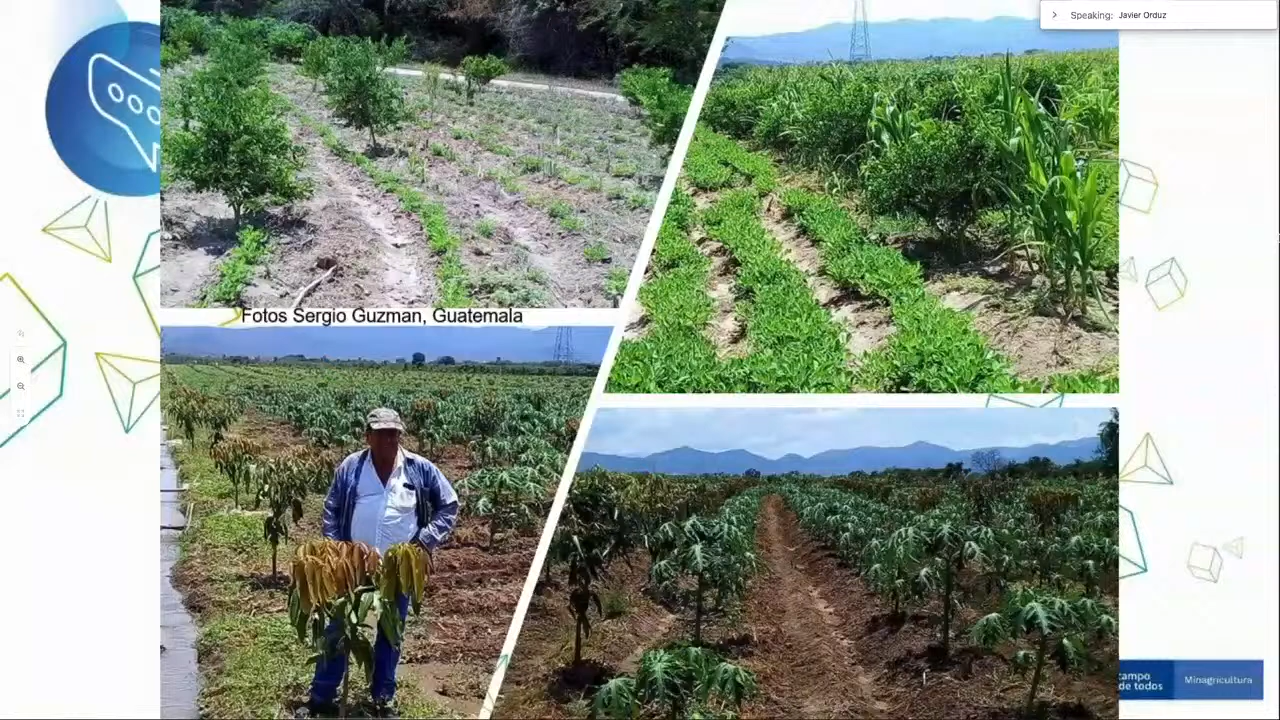 Speaking: Javier Orduz
Fotos Sergio Guzman, Guatemala
campo
de todos
Minagricultura